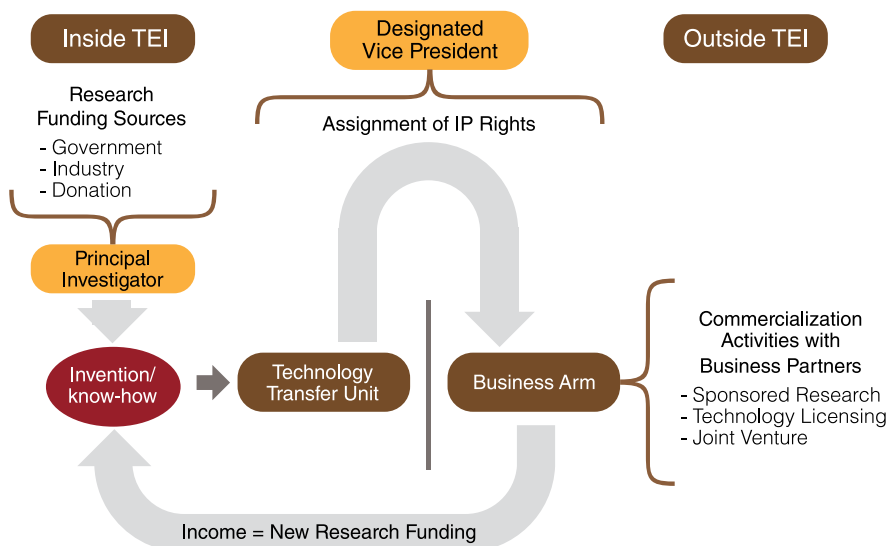 Inside TEI
Designated
Vice President
Outside TEI
Research
Funding Sources
- Government
- Industry
- Donation
Assignment of IP Rights
Principal
Investigator
Invention/
know-how
Technology
Transfer Unit
Business Arm
Commercialization
Activities with
Business Partners
- Sponsored Research
- Technology Licensing
- Joint Venture
Income = New Research Funding